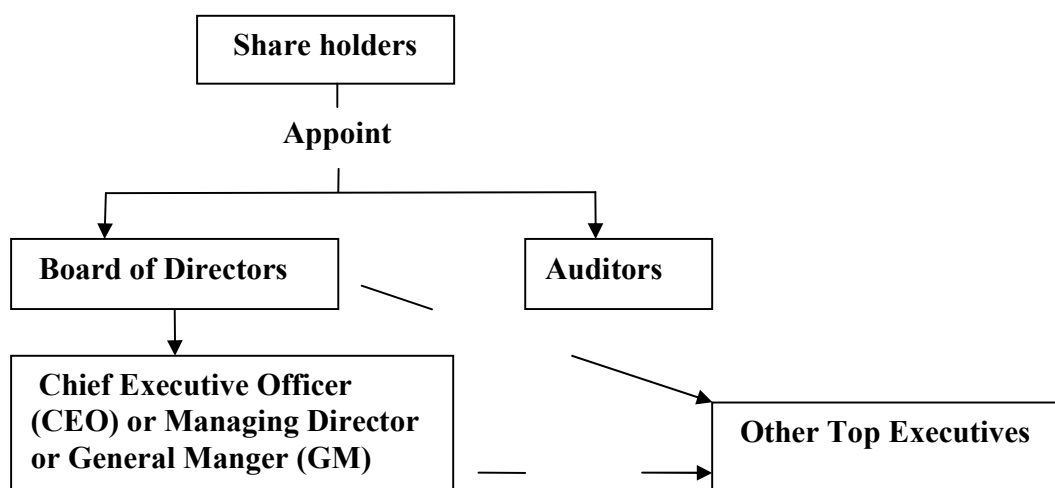 Share holders
Appoint
Board of Directors
Auditors
Chief Executive Officer
(CEO) or Managing Director
or General Manger (GM)
Other Top Executives